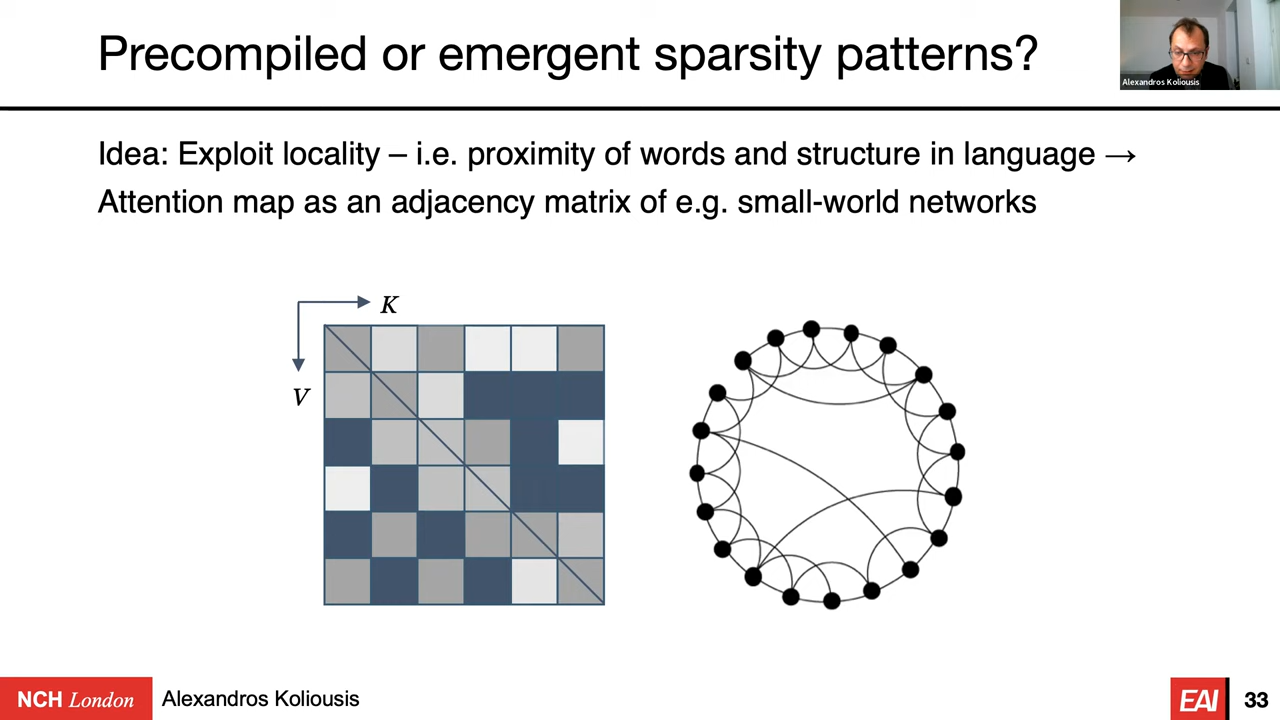 Precompiled or emergent sparsity patterns?
Alexandros Koliousis
Idea: Exploit locality – i.e. proximity of words and structure in language →
Attention map as an adjacency matrix of e.g. small-world networks
K
V
NCH London
Alexandros Koliousis
EAI
33